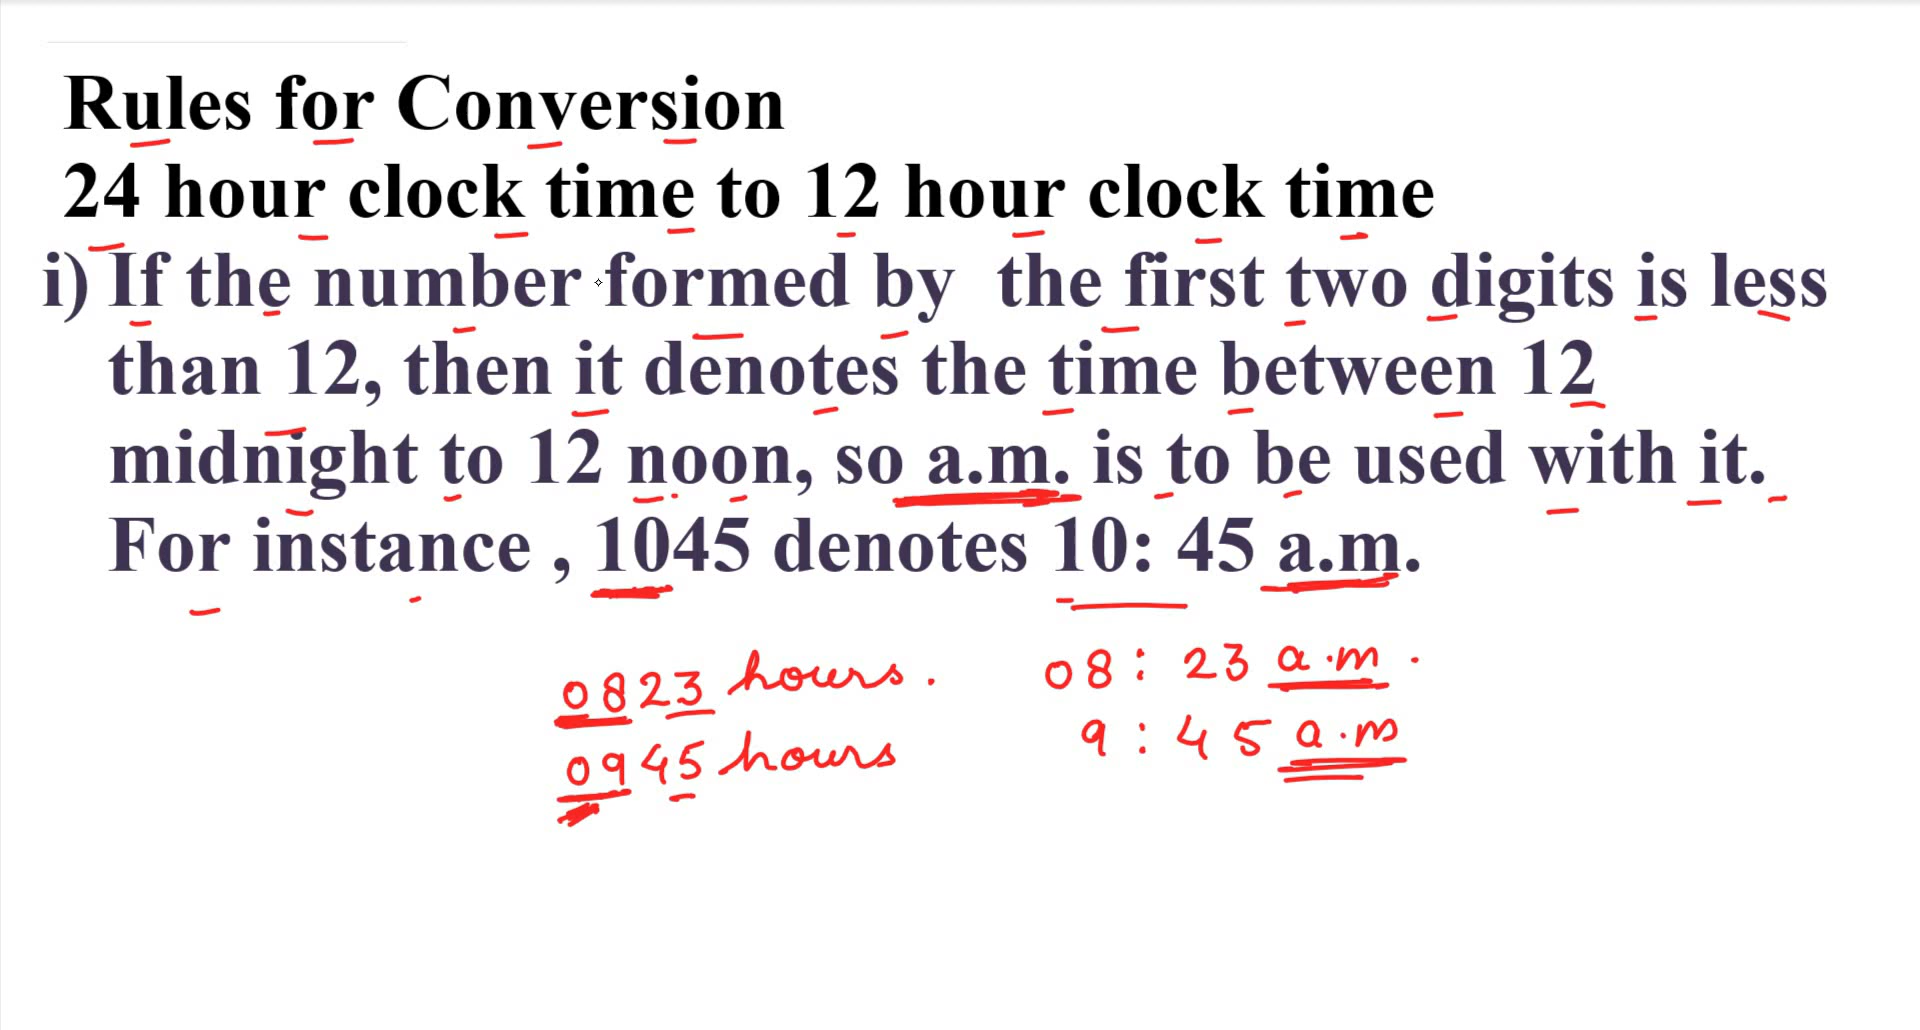 Rules for Conversion
24 hour clock time to 12 hour clock time
i) If the number formed by the first two digits is less
than 12, then it denotes the time between 12
midnight to 12 noon, so a.m. is to be used with it.
For instance , 1045 denotes 10: 45 a.m.
0823 hours. 08: 23 a.m.
0945 hours 9:45 a.m